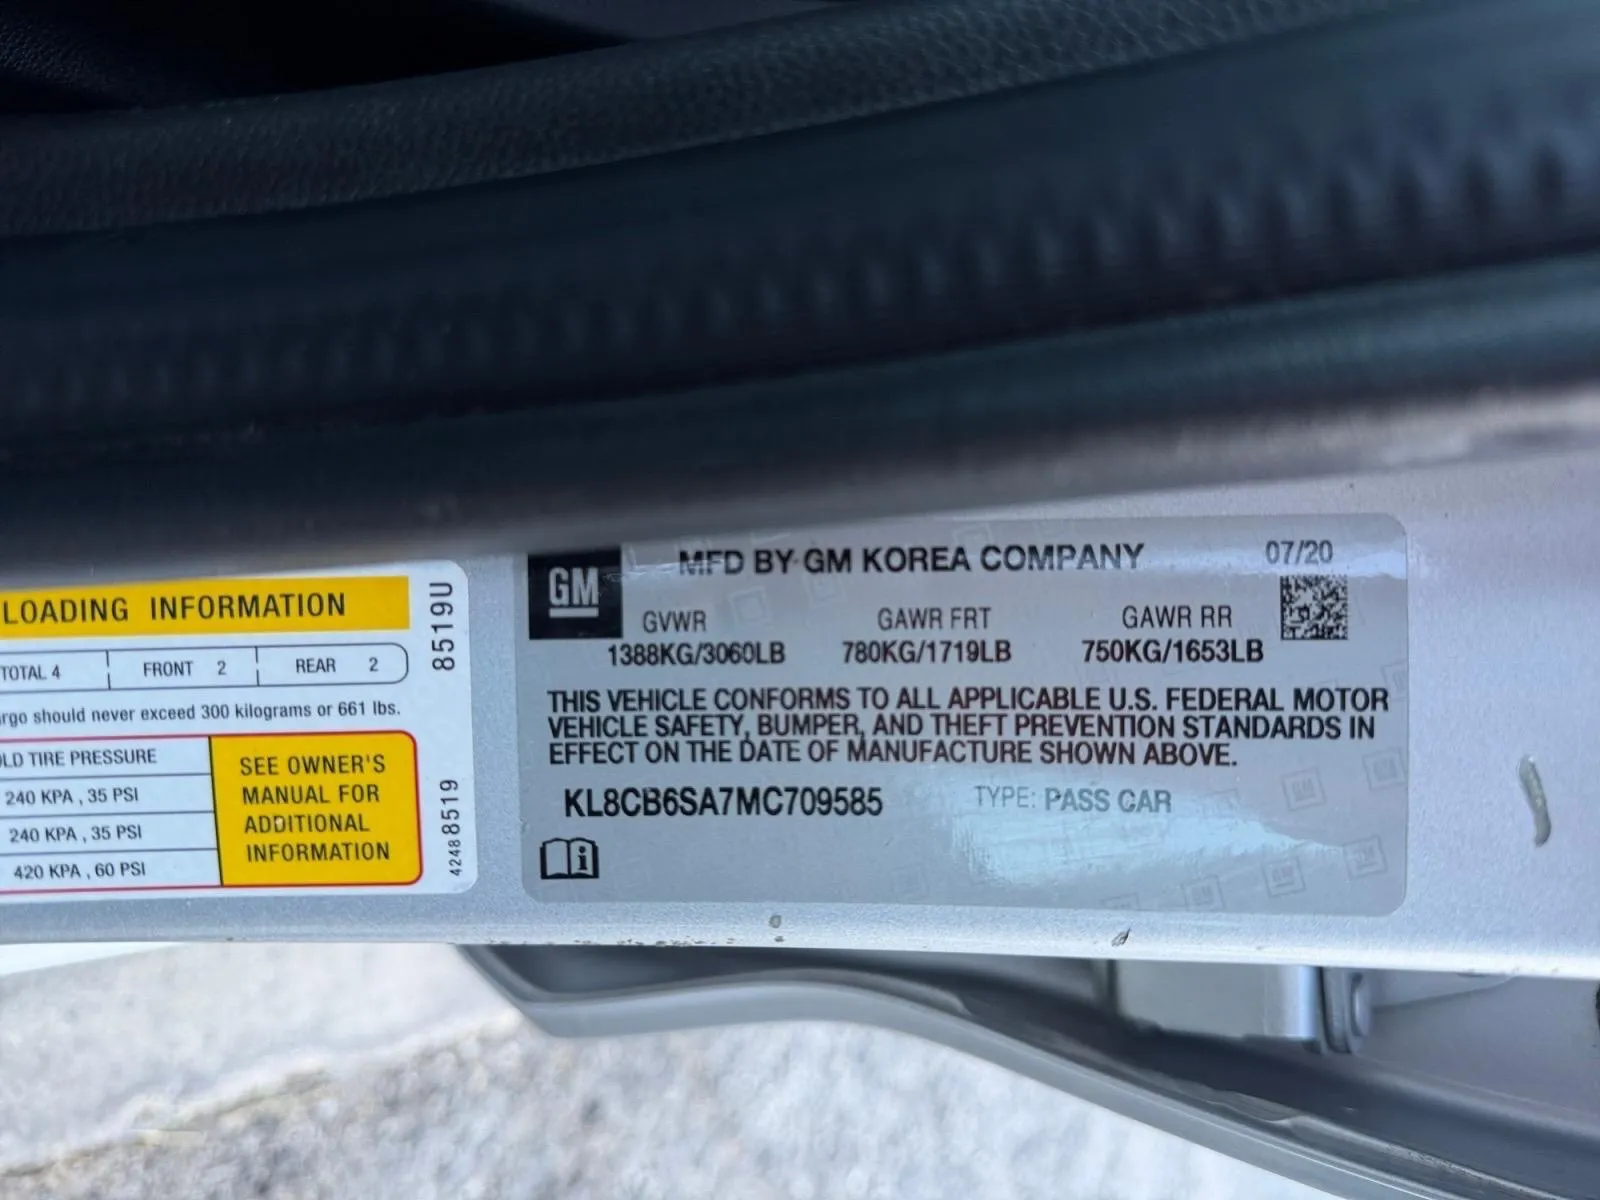 LOADING INFORMATION
TOTAL 4 FRONT 2 REAR 2
should never exceed 300 kilograms or 661 lbs.
TIRE PRESSURE
240 KPA , 35 PSI
240 KPA , 35 PSI
420 KPA , 60 PSI
SEE OWNER'S
MANUAL FOR
ADDITIONAL
INFORMATION
8519U
42488519
GM
MFD BY GM KOREA COMPANY 07/20
GVWR GAWR FRT GAWR RR
1388KG/3060LB 780KG/1719LB 750KG/1653LB
THIS VEHICLE CONFORMS TO ALL APPLICABLE U.S. FEDERAL MOTOR
VEHICLE SAFETY, BUMPER, AND THEFT PREVENTION STANDARDS IN
EFFECT ON THE DATE OF MANUFACTURE SHOWN ABOVE.
KL8CB6SA7MC709585 TYPE: PASS CAR